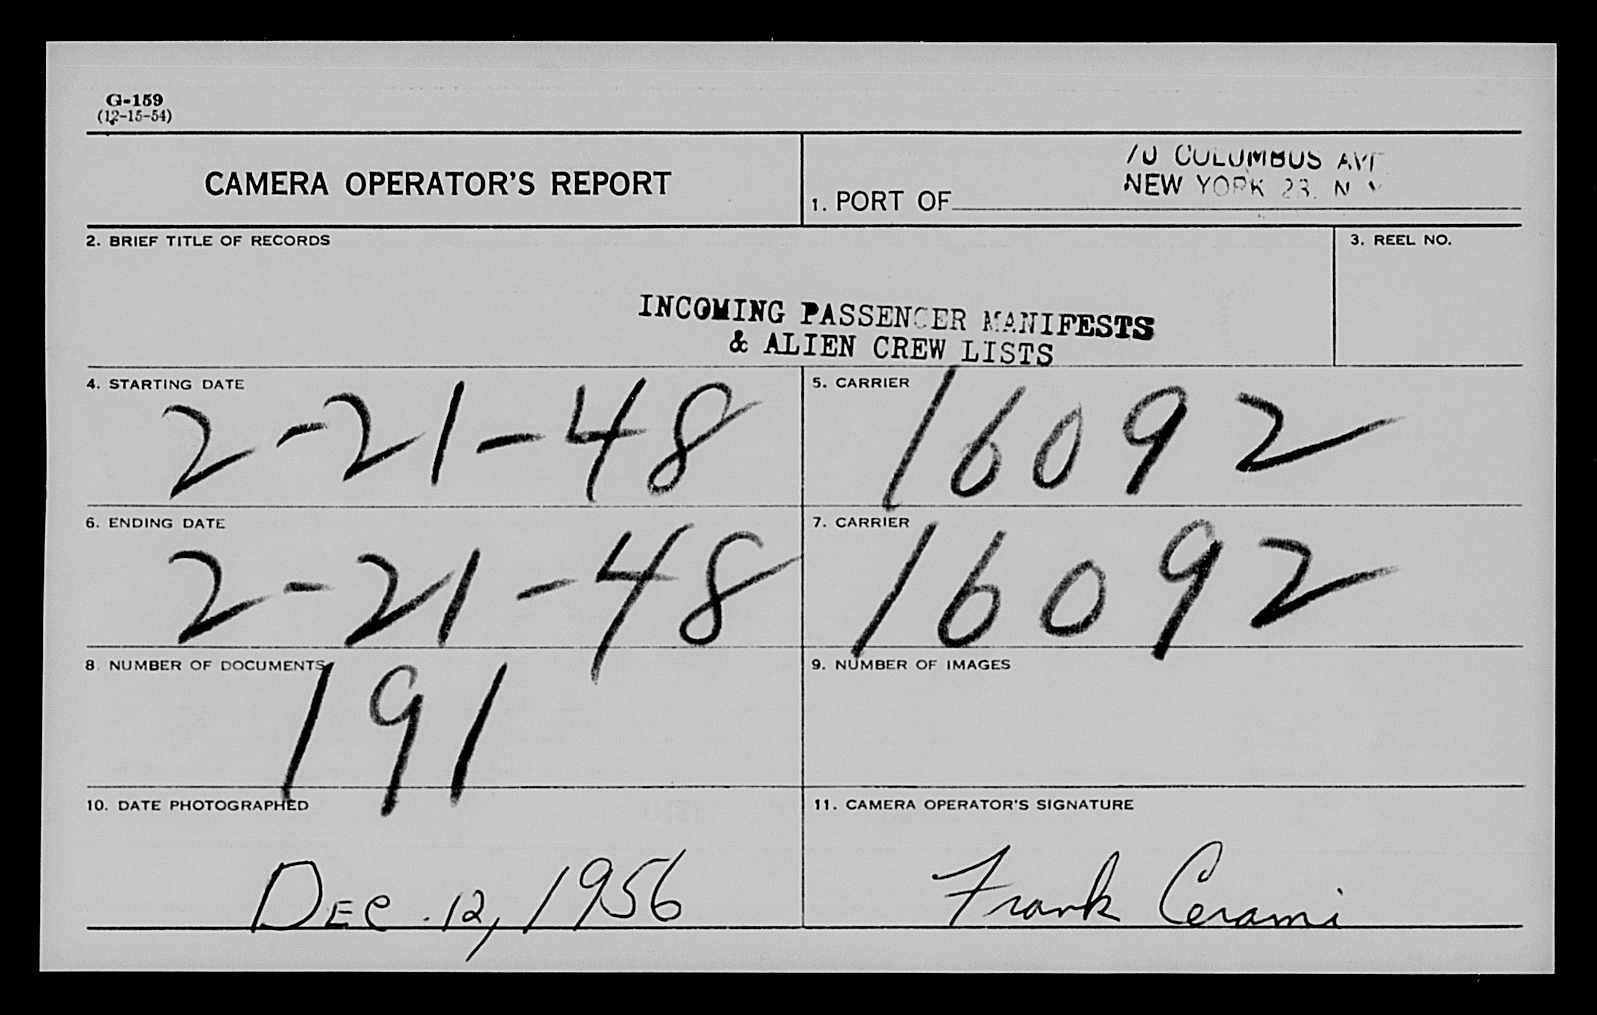 G-159
(12-15-54)
CAMERA OPERATOR'S REPORT
70 COLUMBUS AVE
NEW YORK 23, N Y
1. PORT OF
2. BRIEF TITLE OF RECORDS
3. REEL NO.
INCOMING PASSENGER MANIFESTS
& ALIEN CREW LISTS
4. STARTING DATE
2-21-48
5. CARRIER
16092
6. ENDING DATE
2-21-48
7. CARRIER
16092
8. NUMBER OF DOCUMENTS
191
9. NUMBER OF IMAGES
10. DATE PHOTOGRAPHED
DEC. 12, 1956
11. CAMERA OPERATOR'S SIGNATURE
Frank Cerami